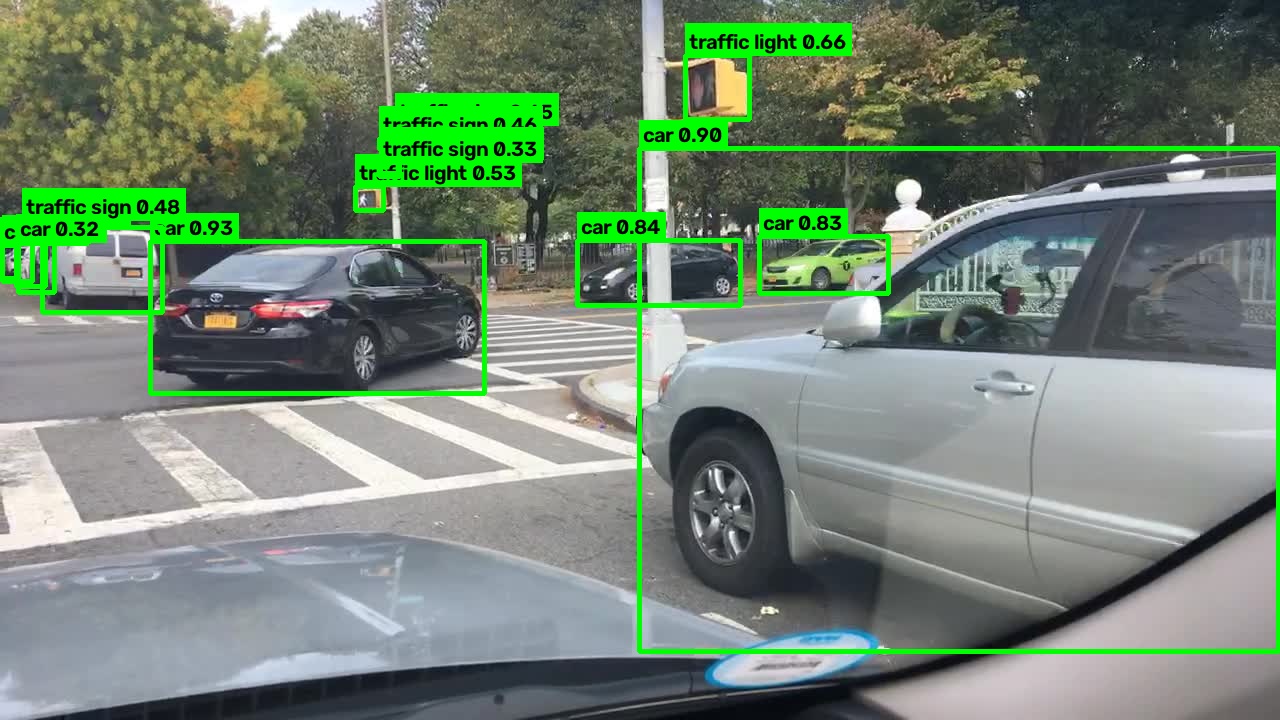 traffic light 0.66
traffic sign 0.46
car 0.90
traffic sign 0.33
traffic light 0.53
traffic sign 0.48
car 0.32
car 0.93
car 0.84
car 0.83